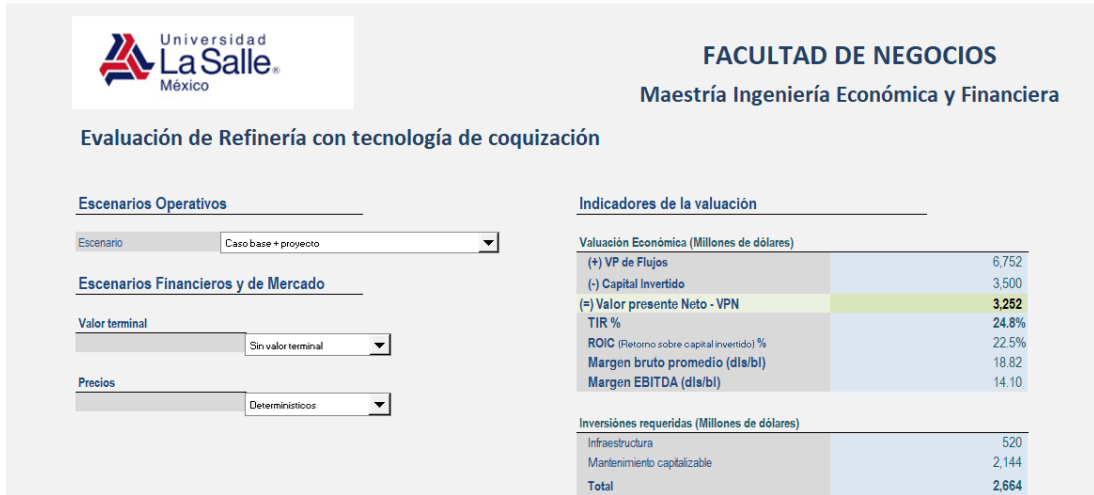 Universidad
La Salle®
México
FACULTAD DE NEGOCIOS
Maestría Ingeniería Económica y Financiera
Evaluación de Refinería con tecnología de coquización
Escenarios Operativos
Escenario Caso base + proyecto
Escenarios Financieros y de Mercado
Valor terminal
Sin valor terminal
Precios
Deterministicos
Indicadores de la valuación
Valuación Económica (Millones de dólares)
(+) VP de Flujos 6,752
(-) Capital Invertido 3,500
(=) Valor presente Neto - VPN 3,252
TIR % 24.8%
ROIC (Retorno sobre capital invertido) % 22.5%
Margen bruto promedio (dls/bl) 18.82
Margen EBITDA (dls/bl) 14.10
Inversiónes requeridas (Millones de dólares)
Infraestructura 520
Mantenimiento capitalizable 2,144
Total 2,664